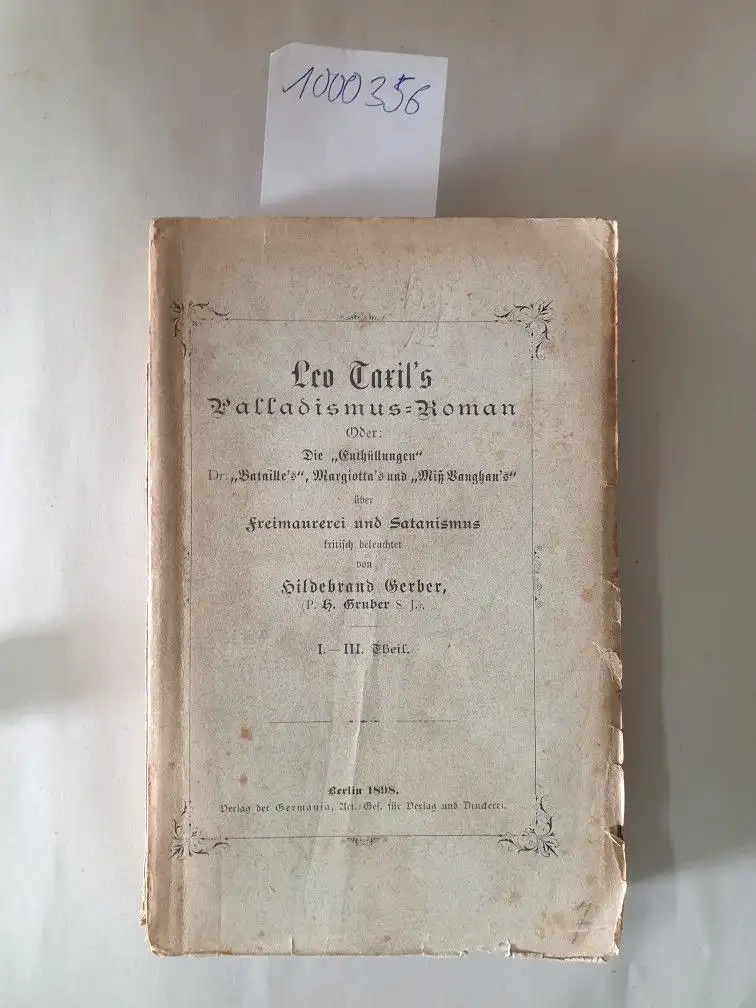 1000356
Leo Taxil's
Palladismus=Roman
Oder:
Die „Enthüllungen“
Dr. „Bataille's“, Margiotta's und „Miß Vaughan's“
über
Freimaurerei und Satanismus
kritisch beleuchtet
von
Hildebrand Gerber,
(P. H. Gruber S. J.).
I.—III. Theil.
Berlin 1898.
Verlag der Germania, Act.=Ges. für Verlag und Druckerei.